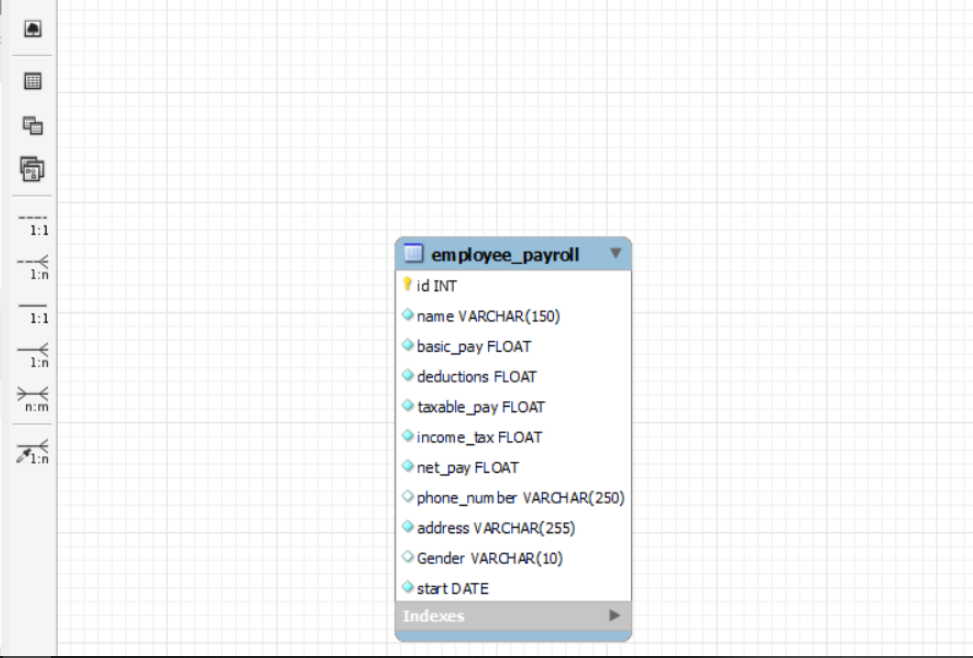 1:1
1:n
1:1
1:n
n:m
1:n
employee_payroll
id INT
name VARCHAR(150)
basic_pay FLOAT
deductions FLOAT
taxable_pay FLOAT
income_tax FLOAT
net_pay FLOAT
phone_number VARCHAR(250)
address VARCHAR(255)
Gender VARCHAR(10)
start DATE
Indexes